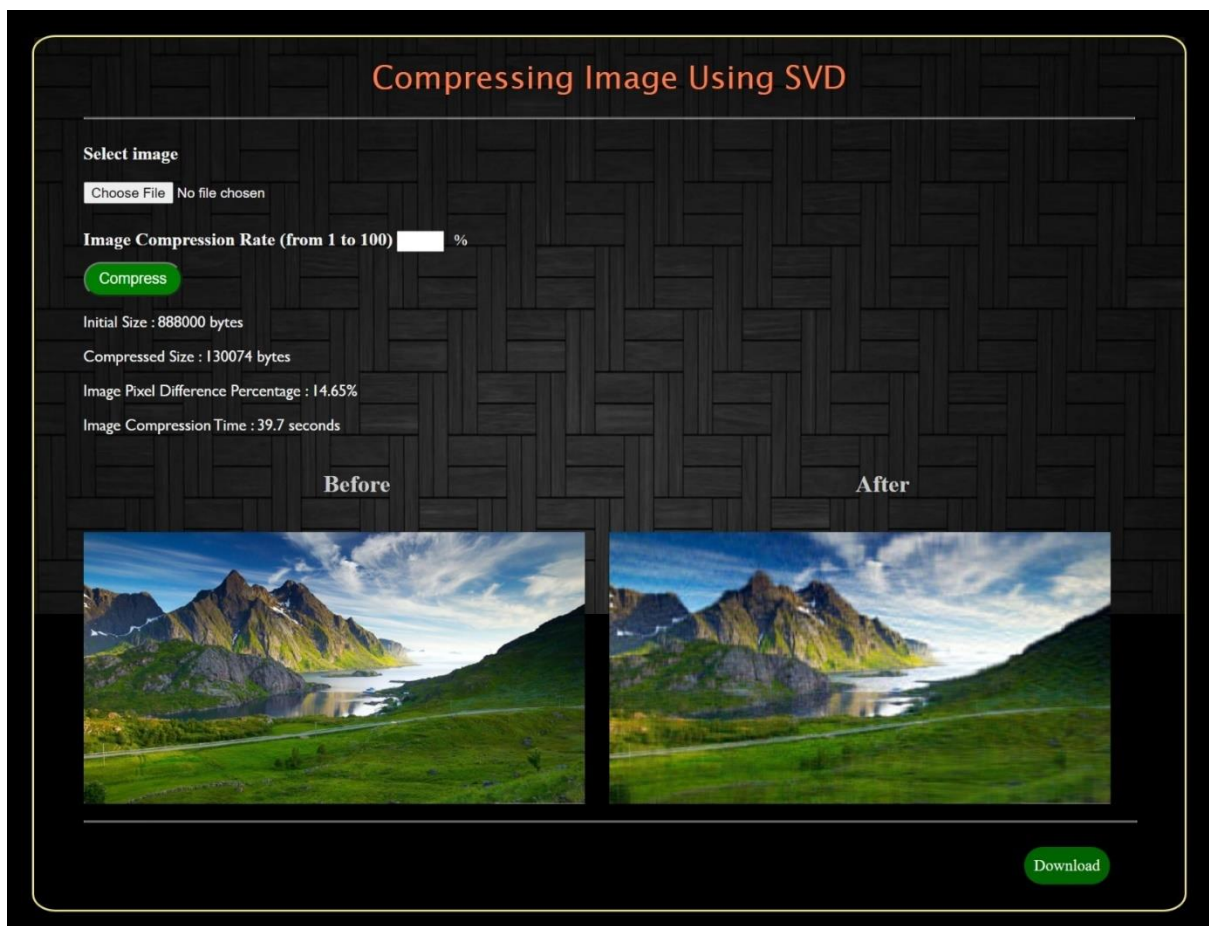 Compressing Image Using SVD
Select image
Choose File No file chosen
Image Compression Rate (from 1 to 100) %
Compress
Initial Size : 888000 bytes
Compressed Size : 130074 bytes
Image Pixel Difference Percentage : 14.65%
Image Compression Time : 39.7 seconds
Before After
Download